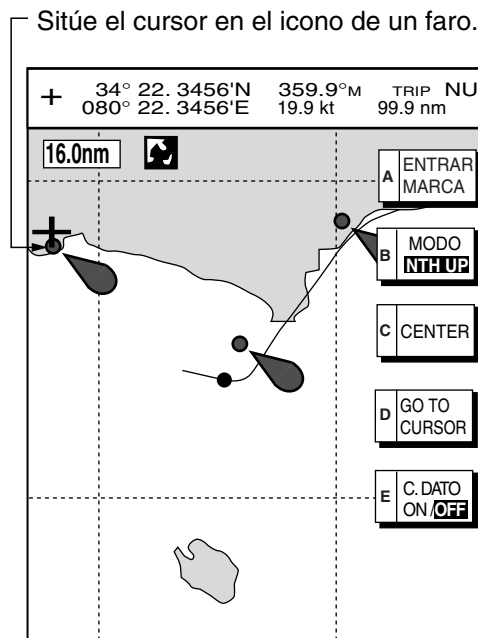 Sitúe el cursor en el icono de un faro.
+ 34° 22. 3456'N 359.9°M TRIP NU
080° 22. 3456'E 19.9 kt 99.9 nm
16.0nm
A ENTRAR
MARCA
B MODO
NTH UP
C CENTER
D GO TO
CURSOR
E C. DATO
ON /OFF